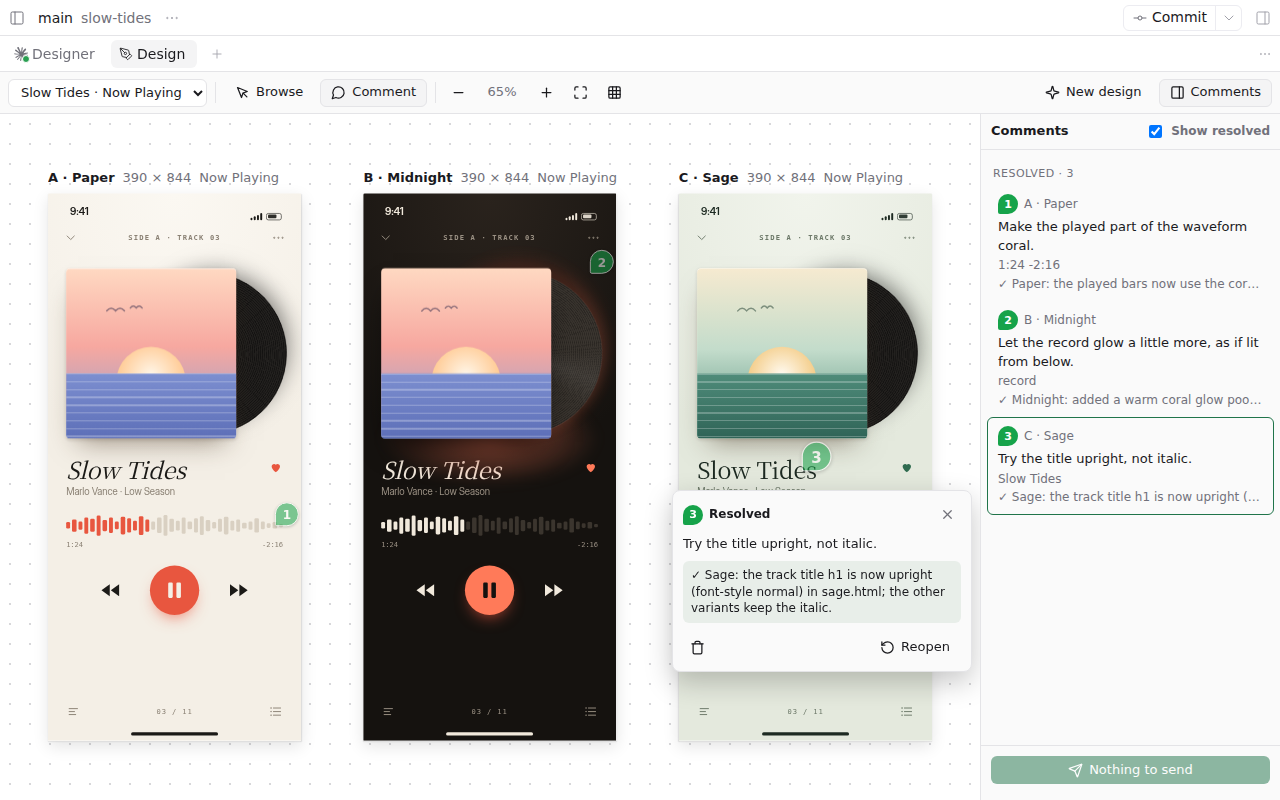 main slow-tides
Commit
Designer
Design
Slow Tides · Now Playing
Browse
Comment
65%
New design
Comments
Comments
Show resolved
RESOLVED · 3
1 A · Paper
Make the played part of the waveform
coral.
1:24 -2:16
✓ Paper: the played bars now use the cor…
2 B · Midnight
Let the record glow a little more, as if lit
from below.
record
✓ Midnight: added a warm coral glow poo…
3 C · Sage
Try the title upright, not italic.
Slow Tides
✓ Sage: the track title h1 is now upright (…
Nothing to send
A · Paper 390 × 844 Now Playing
9:41
SIDE A · TRACK 03
Slow Tides
Marlo Vance · Low Season
1
1:24
-2:16
03 / 11
B · Midnight 390 × 844 Now Playing
9:41
SIDE A · TRACK 03
2
Slow Tides
Marlo Vance · Low Season
1:24
-2:16
03 / 11
C · Sage 390 × 844 Now Playing
9:41
SIDE A · TRACK 03
3
Slow Tides
3 Resolved
Try the title upright, not italic.
✓ Sage: the track title h1 is now upright
(font-style normal) in sage.html; the other
variants keep the italic.
Reopen
03 / 11